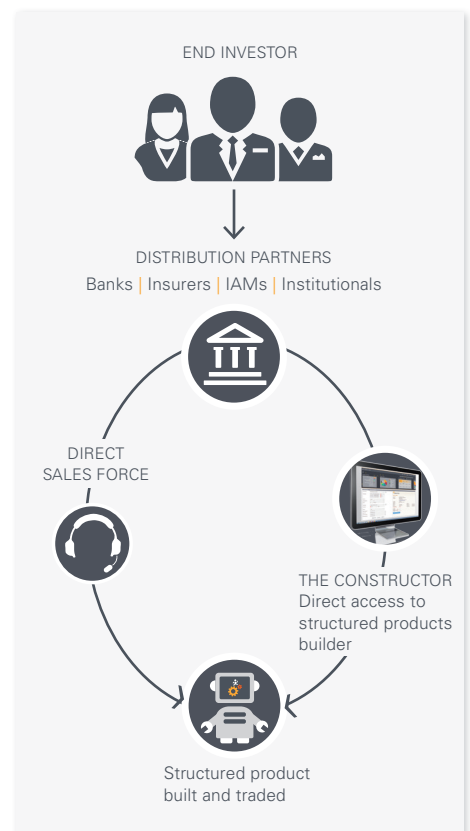 END INVESTOR
DISTRIBUTION PARTNERS
Banks | Insurers | IAMs | Institutionals
DIRECT
SALES FORCE
THE CONSTRUCTOR
Direct access to
structured products
builder
Structured product
built and traded